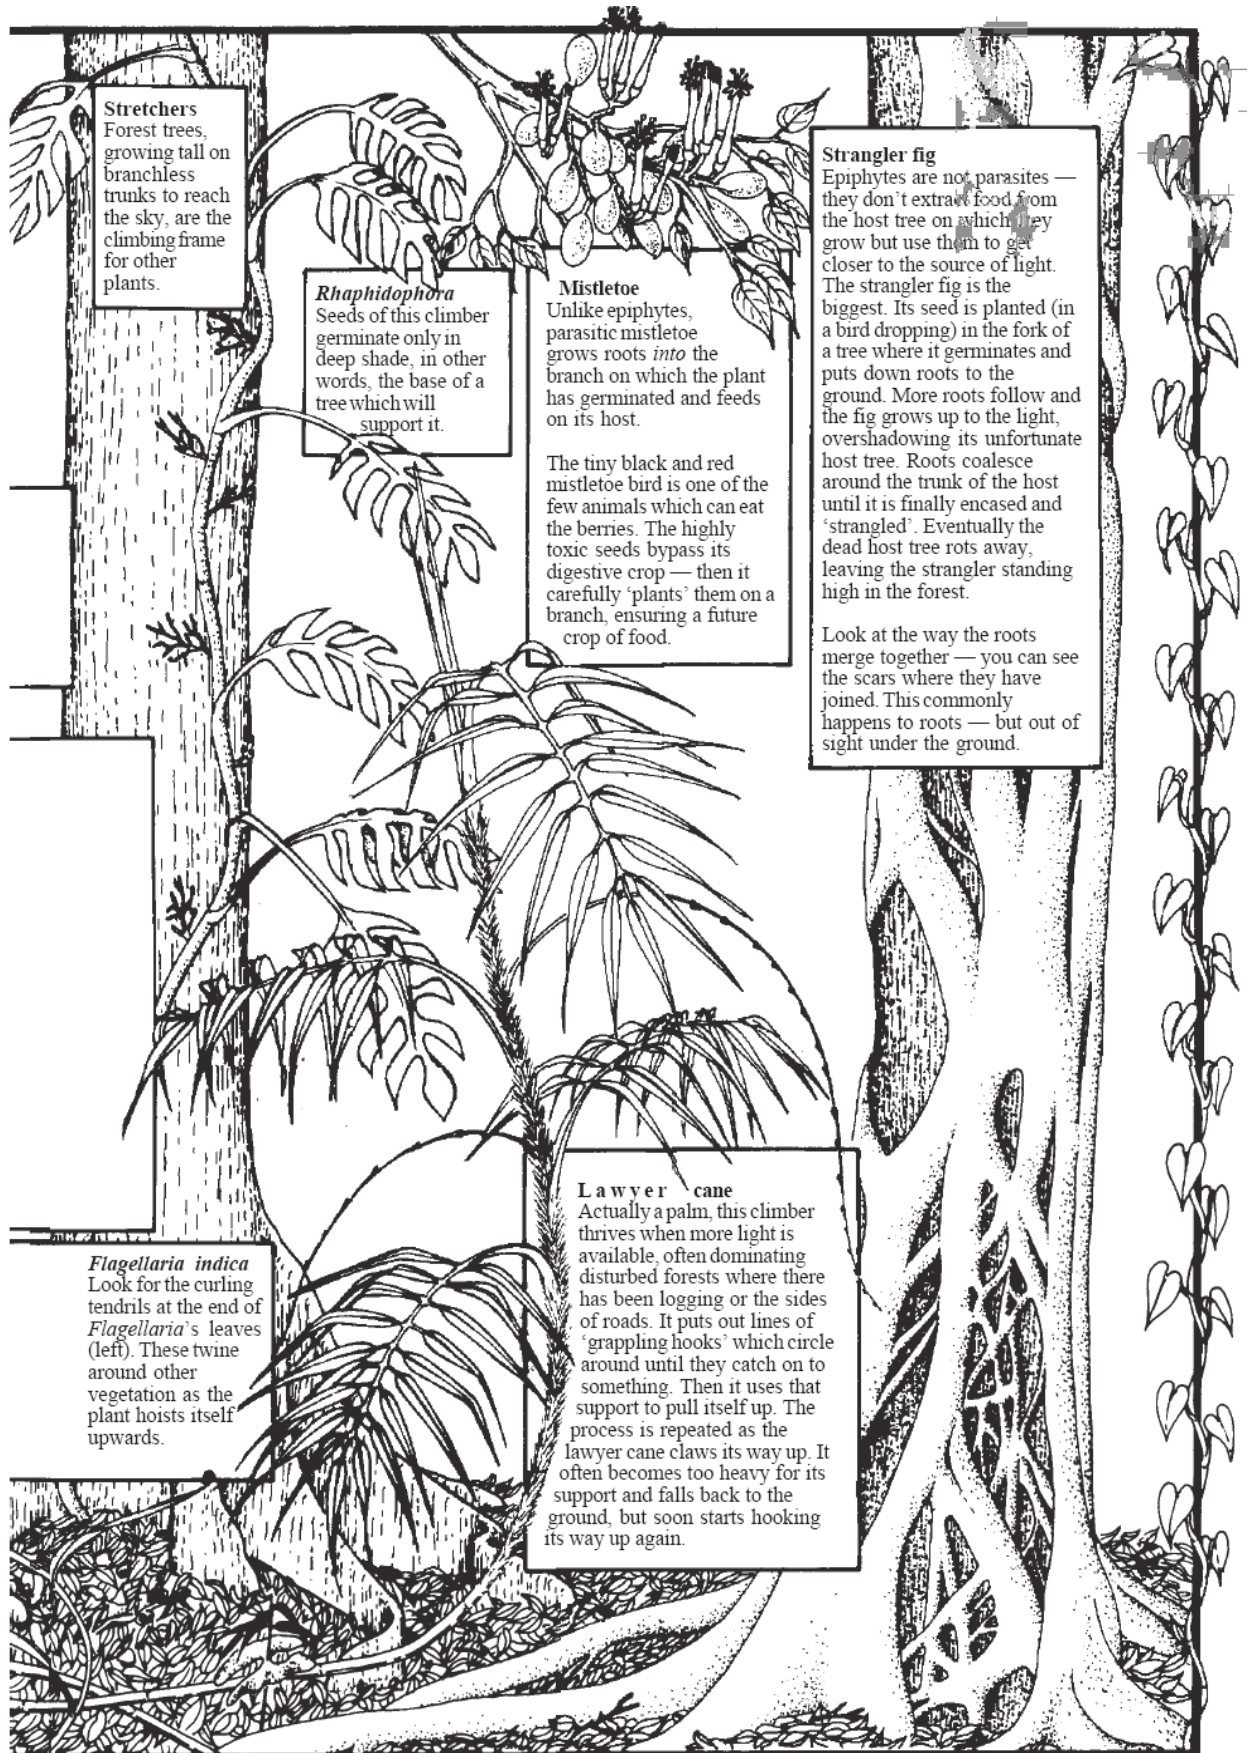 Stretchers
Forest trees,
growing tall on
branchless
trunks to reach
the sky, are the
climbing frame
for other
plants.
Rhaphidophora
Seeds of this climber
germinate only in
deep shade, in other
words, the base of a
tree which will
support it.
Mistletoe
Unlike epiphytes,
parasitic mistletoe
grows roots into the
branch on which the plant
has germinated and feeds
on its host.
The tiny black and red
mistletoe bird is one of the
few animals which can eat
the berries. The highly
toxic seeds bypass its
digestive crop — then it
carefully ‘plants’ them on a
branch, ensuring a future
crop of food.
Strangler fig
Epiphytes are not parasites —
they don’t extract food from
the host tree on which they
grow but use them to get
closer to the source of light.
The strangler fig is the
biggest. Its seed is planted (in
a bird dropping) in the fork of
a tree where it germinates and
puts down roots to the
ground. More roots follow and
the fig grows up to the light,
overshadowing its unfortunate
host tree. Roots coalesce
around the trunk of the host
until it is finally encased and
‘strangled’. Eventually the
dead host tree rots away,
leaving the strangler standing
high in the forest.
Look at the way the roots
merge together — you can see
the scars where they have
joined. This commonly
happens to roots — but out of
sight under the ground.
Lawyer cane
Actually a palm, this climber
thrives when more light is
available, often dominating
disturbed forests where there
has been logging or the sides
of roads. It puts out lines of
‘grappling hooks’ which circle
around until they catch on to
something. Then it uses that
support to pull itself up. The
process is repeated as the
lawyer cane claws its way up. It
often becomes too heavy for its
support and falls back to the
ground, but soon starts hooking
its way up again.
Flagellaria indica
Look for the curling
tendrils at the end of
Flagellaria’s leaves
(left). These twine
around other
vegetation as the
plant hoists itself
upwards.